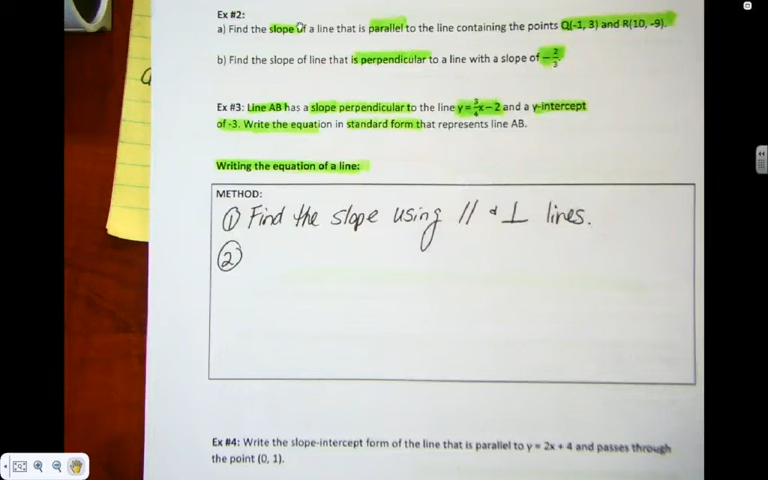 Ex #2:
a) Find the slope of a line that is parallel to the line containing the points Q(-1, 3) and R(10, -9).
b) Find the slope of line that is perpendicular to a line with a slope of -2/3.
Ex #3: Line AB has a slope perpendicular to the line y = 3/4x - 2 and a y-intercept
of -3. Write the equation in standard form that represents line AB.
Writing the equation of a line:
METHOD:
① Find the slope using // & ⊥ lines.
②
Ex #4: Write the slope-intercept form of the line that is parallel to y = 2x + 4 and passes through
the point (0, 1).